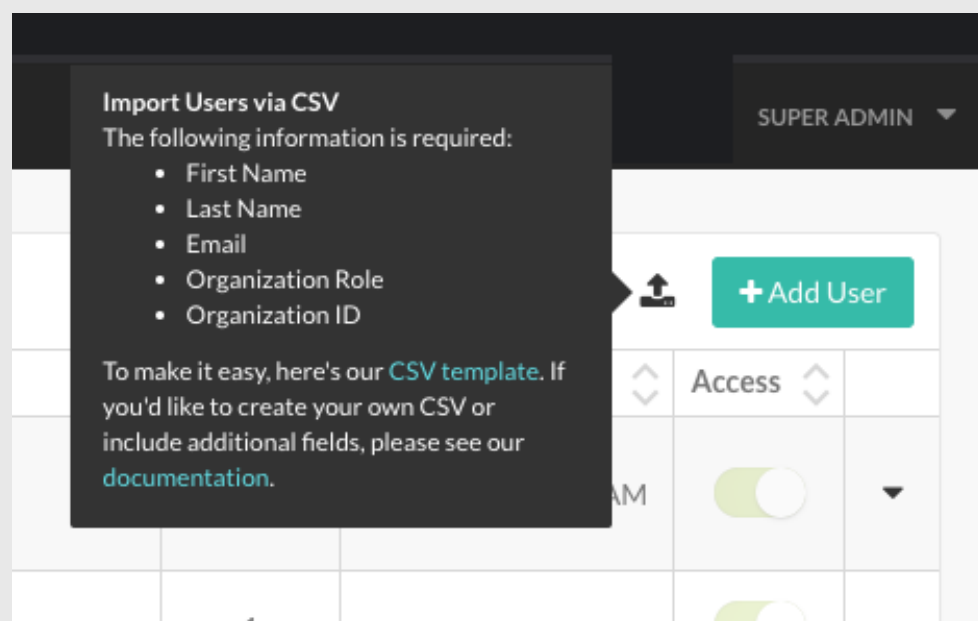 Import Users via CSV
The following information is required:
• First Name
• Last Name
• Email
• Organization Role
• Organization ID
To make it easy, here's our CSV template. If
you'd like to create your own CSV or
include additional fields, please see our
documentation.
SUPER ADMIN
+ Add User
Access
AM